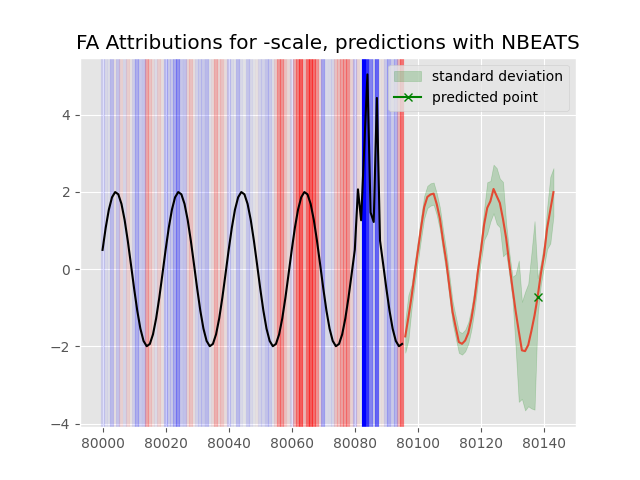 FA Attributions for -scale, predictions with NBEATS
standard deviation
predicted point
4
2
0
−2
−4
80000 80020 80040 80060 80080 80100 80120 80140